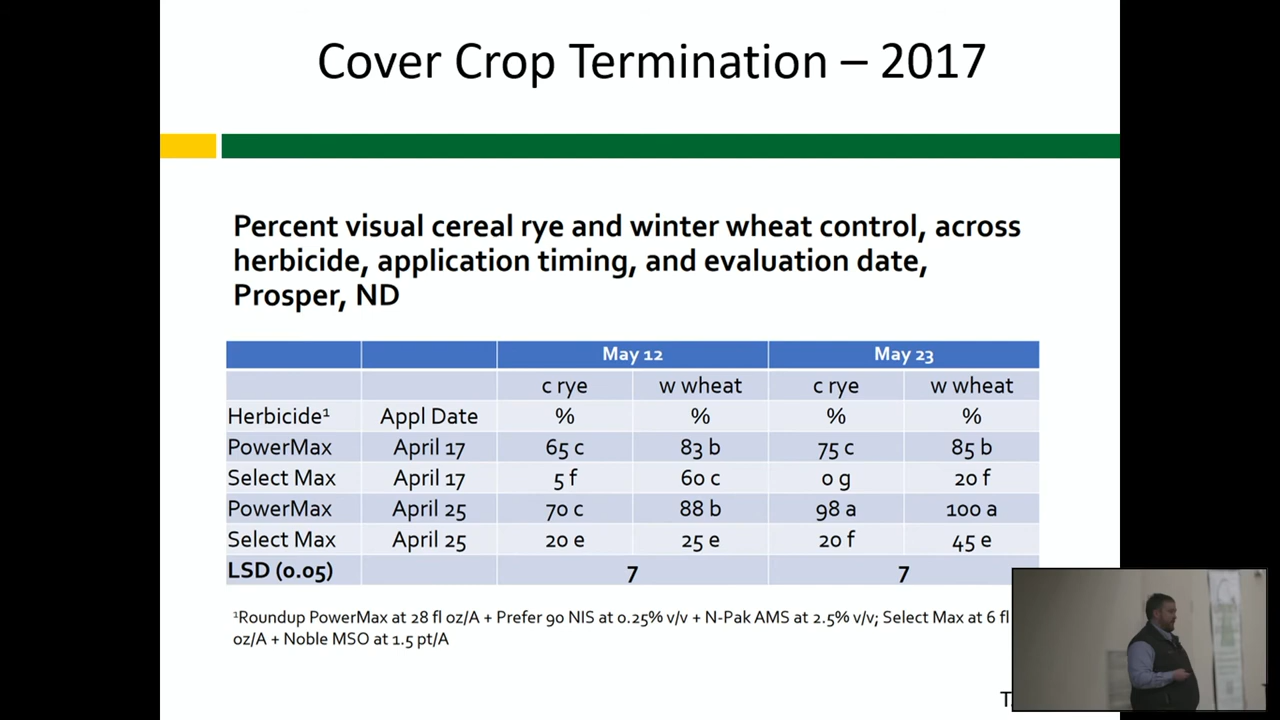 Cover Crop Termination – 2017
Percent visual cereal rye and winter wheat control, across
herbicide, application timing, and evaluation date,
Prosper, ND
May 12 May 23
c rye w wheat c rye w wheat
Herbicide¹ Appl Date % % % %
PowerMax April 17 65 c 83 b 75 c 85 b
Select Max April 17 5 f 60 c 0 g 20 f
PowerMax April 25 70 c 88 b 98 a 100 a
Select Max April 25 20 e 25 e 20 f 45 e
LSD (0.05) 7 7
¹Roundup PowerMax at 28 fl oz/A + Prefer 90 NIS at 0.25% v/v + N-Pak AMS at 2.5% v/v; Select Max at 6 fl
oz/A + Noble MSO at 1.5 pt/A